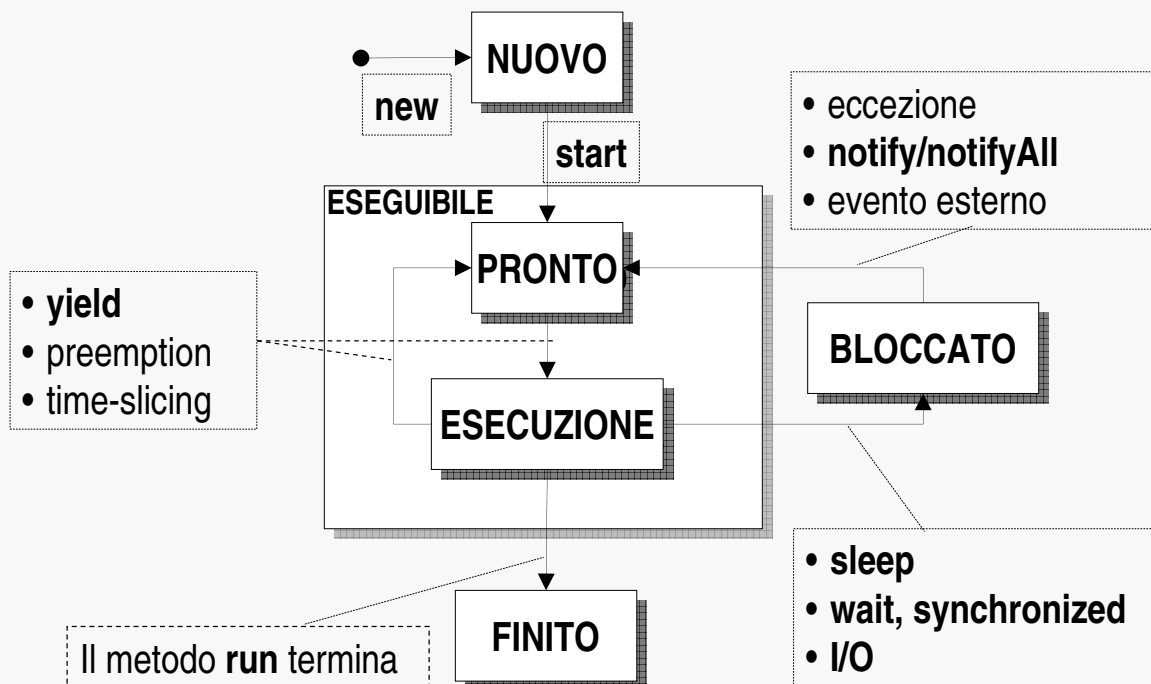 NUOVO
new
start
• eccezione
• notify/notifyAll
• evento esterno
ESEGUIBILE
PRONTO
• yield
• preemption
• time-slicing
BLOCCATO
ESECUZIONE
• sleep
• wait, synchronized
• I/O
FINITO
Il metodo run termina